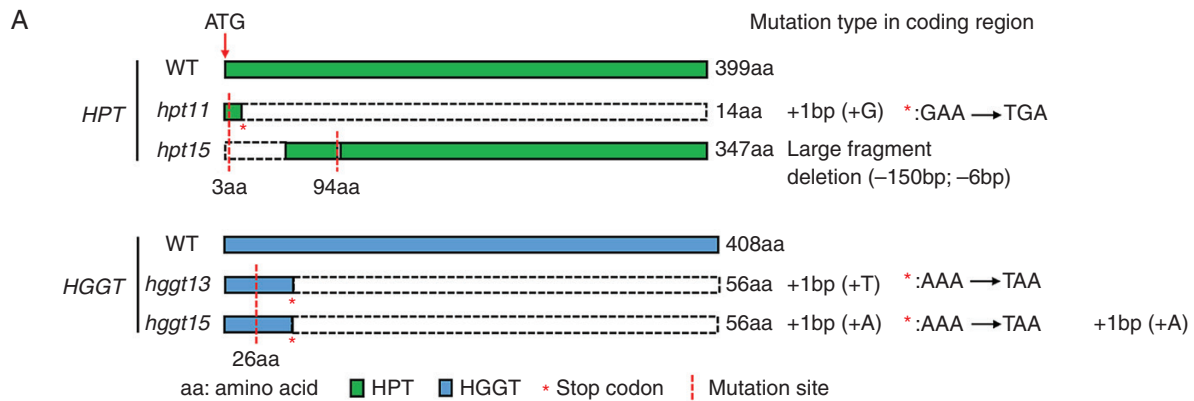 A
ATG
Mutation type in coding region
HPT
WT 399aa
hpt11 14aa +1bp (+G) *:GAA → TGA
*
hpt15 347aa Large fragment
deletion (–150bp; –6bp)
3aa 94aa
HGGT
WT 408aa
hggt13 56aa +1bp (+T) *:AAA → TAA
*
hggt15 56aa +1bp (+A) *:AAA → TAA +1bp (+A)
*
26aa
aa: amino acid HPT HGGT * Stop codon Mutation site